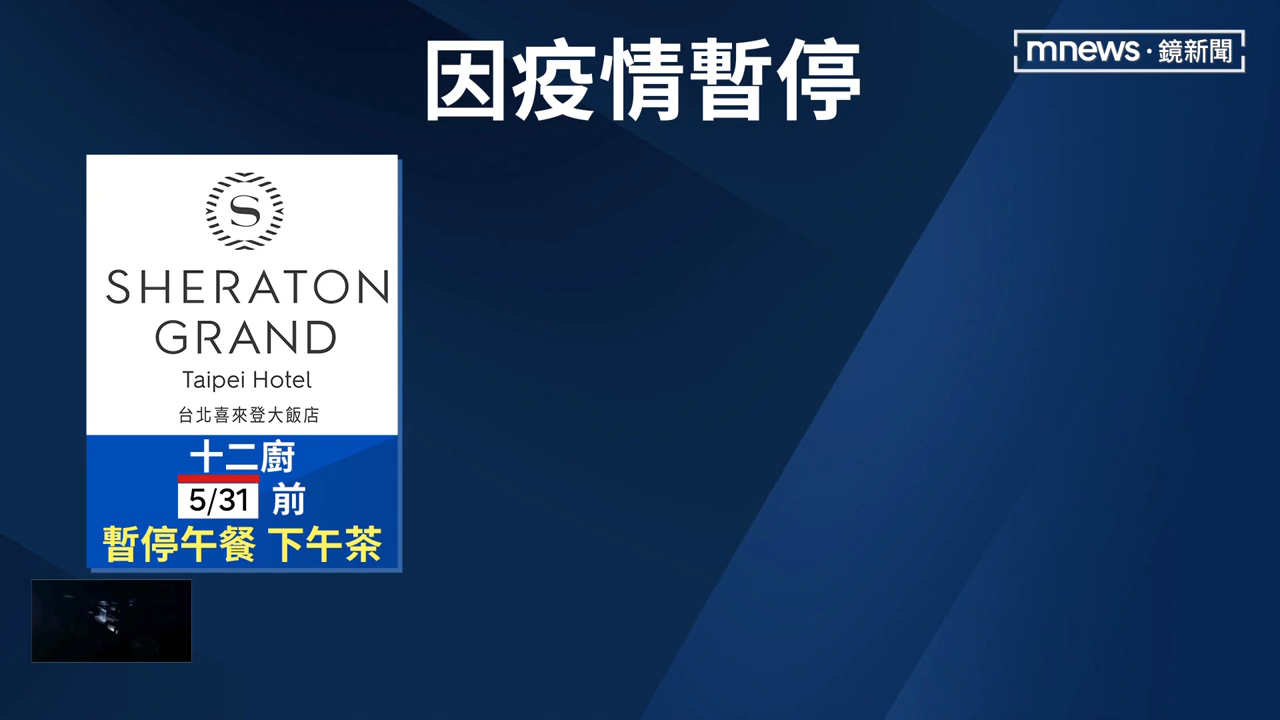 因疫情暫停
mnews·鏡新聞
S
SHERATON
GRAND
Taipei Hotel
台北喜來登大飯店
十二廚
5/31 前
暫停午餐 下午茶